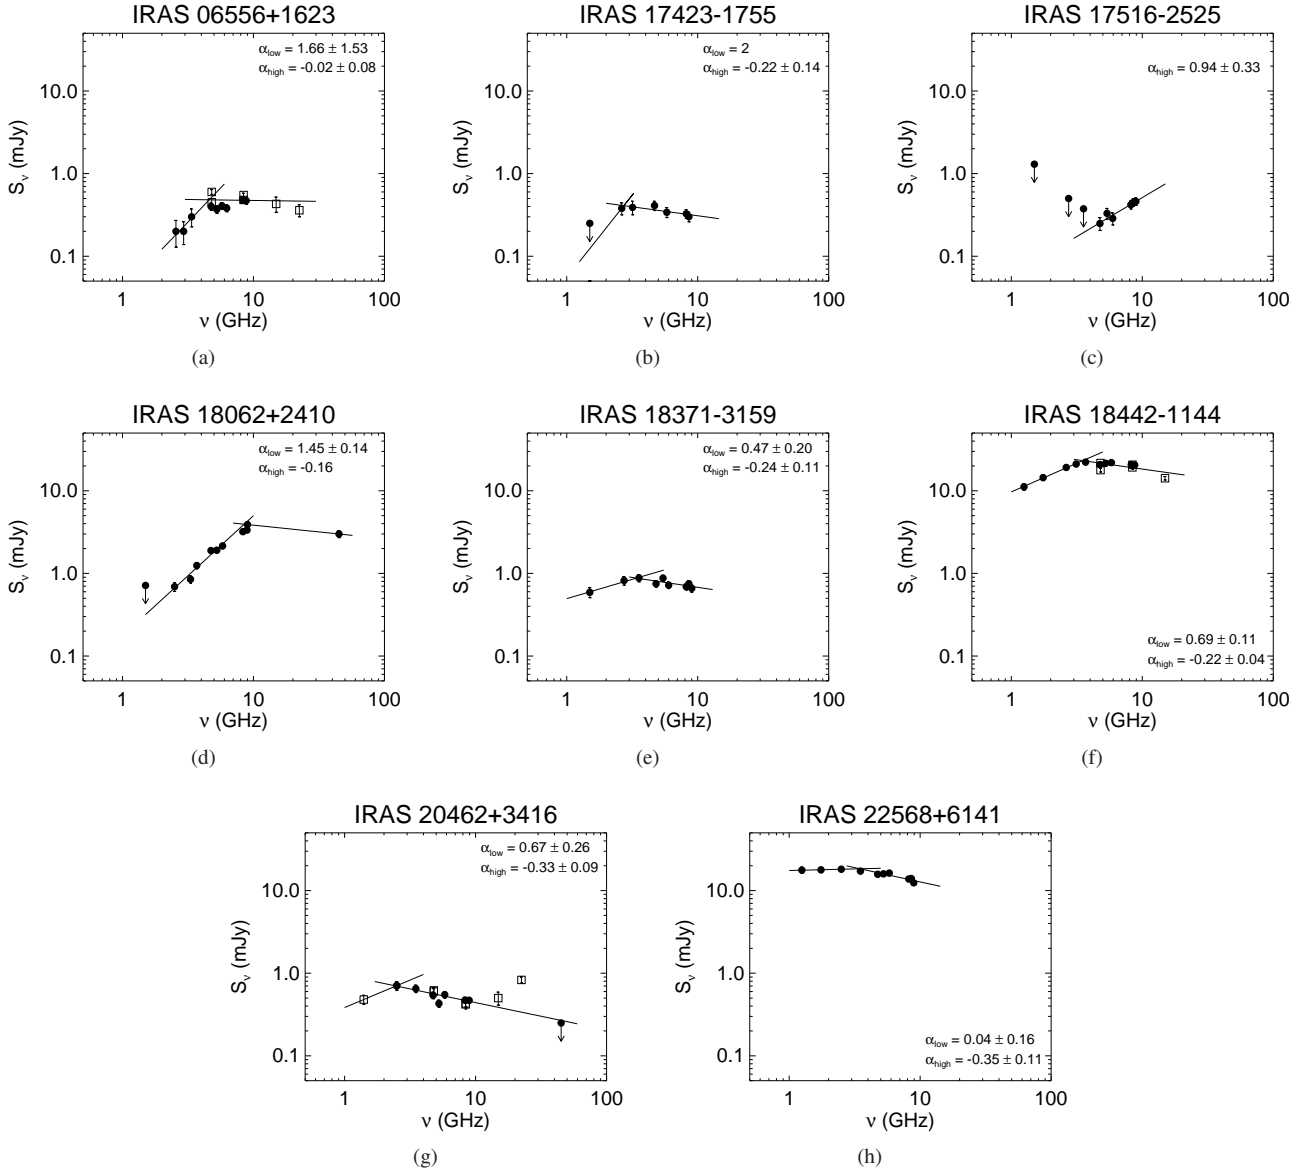 IRAS 06556+1623
α_low = 1.66 ± 1.53
α_high = -0.02 ± 0.08
10.0
1.0
0.1
S_ν (mJy)
1 10 100
ν (GHz)
(a)
IRAS 17423-1755
α_low = 2
α_high = -0.22 ± 0.14
10.0
1.0
0.1
S_ν (mJy)
1 10 100
ν (GHz)
(b)
IRAS 17516-2525
α_high = 0.94 ± 0.33
10.0
1.0
0.1
S_ν (mJy)
1 10 100
ν (GHz)
(c)
IRAS 18062+2410
α_low = 1.45 ± 0.14
α_high = -0.16
10.0
1.0
0.1
S_ν (mJy)
1 10 100
ν (GHz)
(d)
IRAS 18371-3159
α_low = 0.47 ± 0.20
α_high = -0.24 ± 0.11
10.0
1.0
0.1
S_ν (mJy)
1 10 100
ν (GHz)
(e)
IRAS 18442-1144
10.0
1.0
0.1
S_ν (mJy)
α_low = 0.69 ± 0.11
α_high = -0.22 ± 0.04
1 10 100
ν (GHz)
(f)
IRAS 20462+3416
α_low = 0.67 ± 0.26
α_high = -0.33 ± 0.09
10.0
1.0
0.1
S_ν (mJy)
1 10 100
ν (GHz)
(g)
IRAS 22568+6141
10.0
1.0
0.1
S_ν (mJy)
α_low = 0.04 ± 0.16
α_high = -0.35 ± 0.11
1 10 100
ν (GHz)
(h)